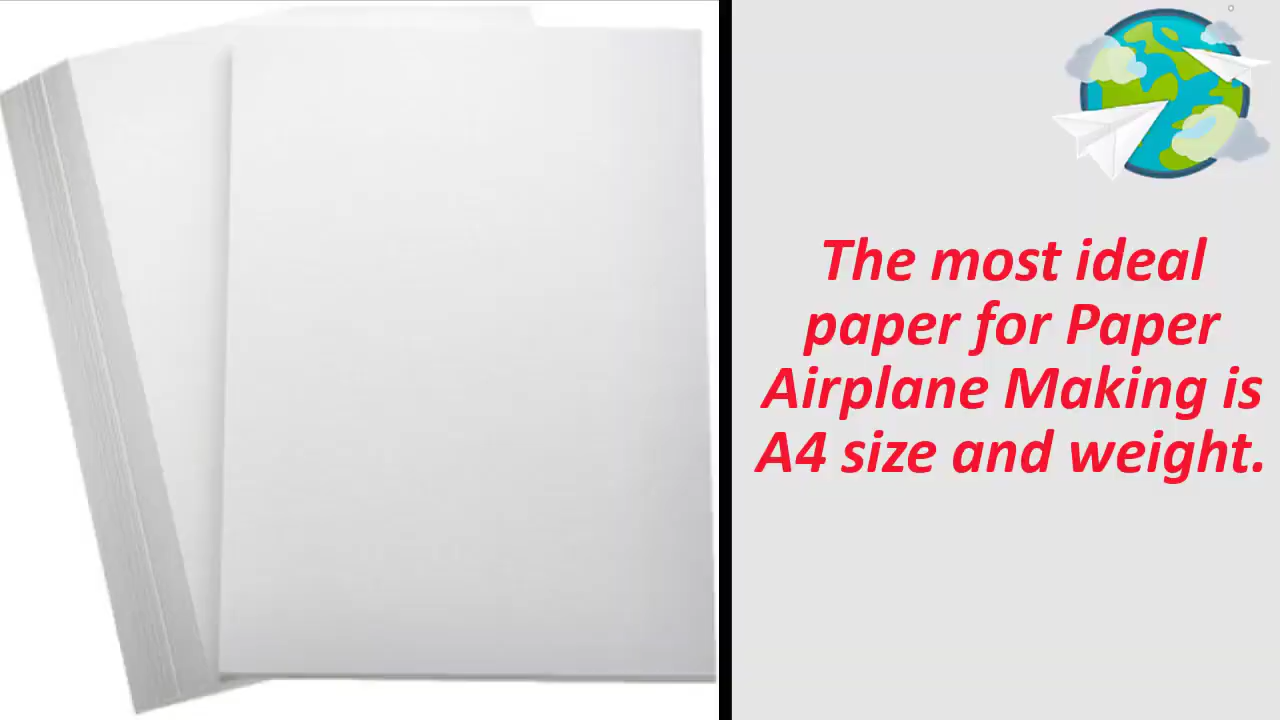 The most ideal
paper for Paper
Airplane Making is
A4 size and weight.